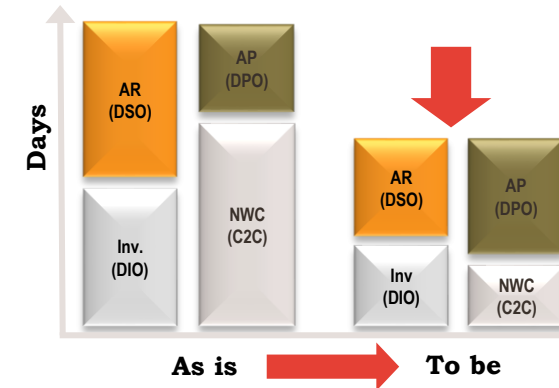 Days
AR
(DSO)
Inv.
(DIO)
AP
(DPO)
NWC
(C2C)
AR
(DSO)
Inv
(DIO)
AP
(DPO)
NWC
(C2C)
As is
To be